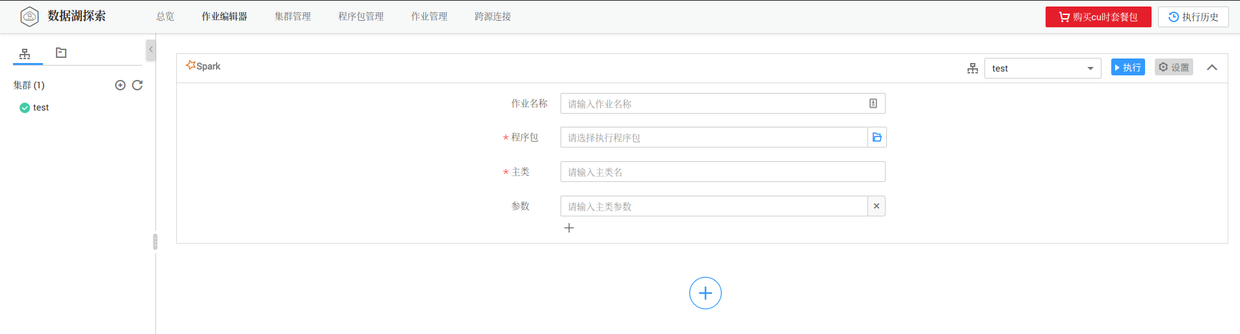 数据湖探索 总览 作业编辑器 集群管理 程序包管理 作业管理 跨源连接 购买cu时套餐包 执行历史
集群 (1)
test
Spark test 执行 设置
作业名称 请输入作业名称
* 程序包 请选择执行程序包
* 主类 请输入主类名
参数 请输入主类参数